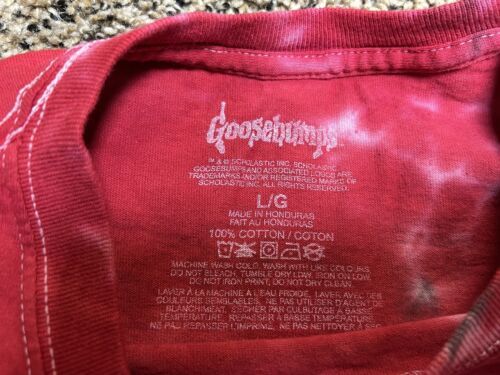 Goosebumps
™ & © SCHOLASTIC INC. SCHOLASTIC,
GOOSEBUMPS AND ASSOCIATED LOGOS ARE
TRADEMARKS AND/OR REGISTERED MARKS OF
SCHOLASTIC INC. ALL RIGHTS RESERVED.
L/G
MADE IN HONDURAS
FAIT AU HONDURAS
100% COTTON / COTON
MACHINE WASH COLD. WASH WITH LIKE COLOURS.
DO NOT BLEACH. TUMBLE DRY LOW. IRON ON LOW.
DO NOT IRON PRINT. DO NOT DRY CLEAN.
LAVER À LA MACHINE À L'EAU FROIDE. LAVER AVEC DES
COULEURS SEMBLABLES. NE PAS UTILISER D'AGENT DE
BLANCHIMENT. SÉCHER PAR CULBUTAGE À BASSE
TEMPÉRATURE. REPASSER À BASSE TEMPÉRATURE.
NE PAS REPASSER L'IMPRIMÉ. NE PAS NETTOYER À SEC